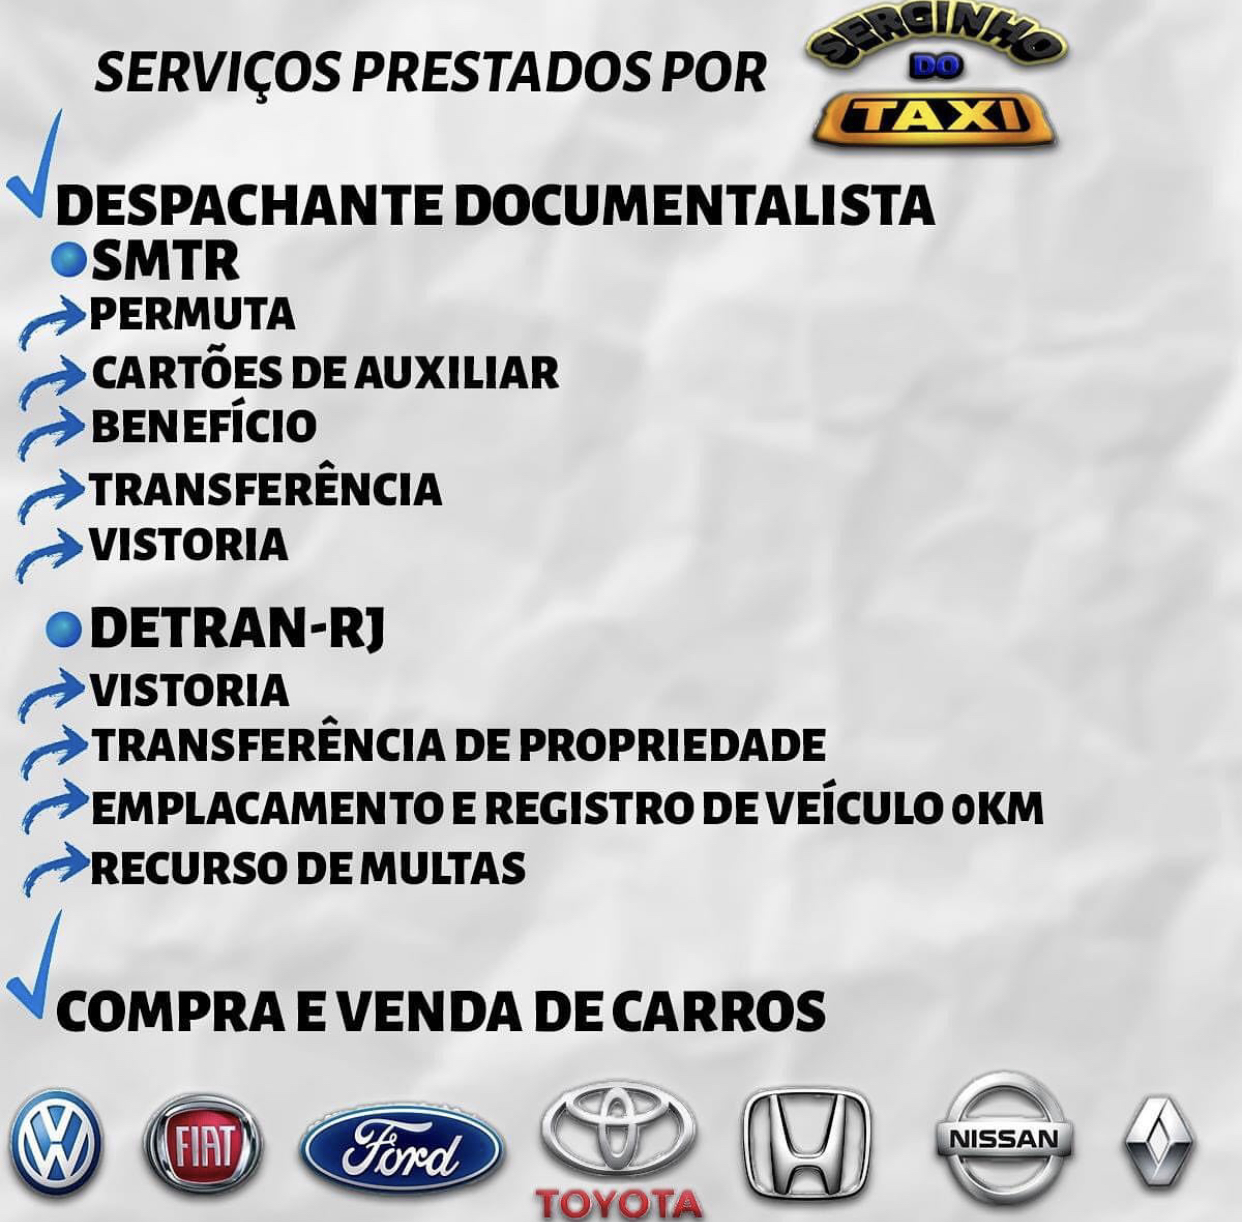 SERVIÇOS PRESTADOS POR
SERGINHO
DO
TAXI
DESPACHANTE DOCUMENTALISTA
SMTR
PERMUTA
CARTÕES DE AUXILIAR
BENEFÍCIO
TRANSFERÊNCIA
VISTORIA
DETRAN-RJ
VISTORIA
TRANSFERÊNCIA DE PROPRIEDADE
EMPLACAMENTO E REGISTRO DE VEÍCULO 0KM
RECURSO DE MULTAS
COMPRA E VENDA DE CARROS
FIAT
Ford
TOYOTA
NISSAN